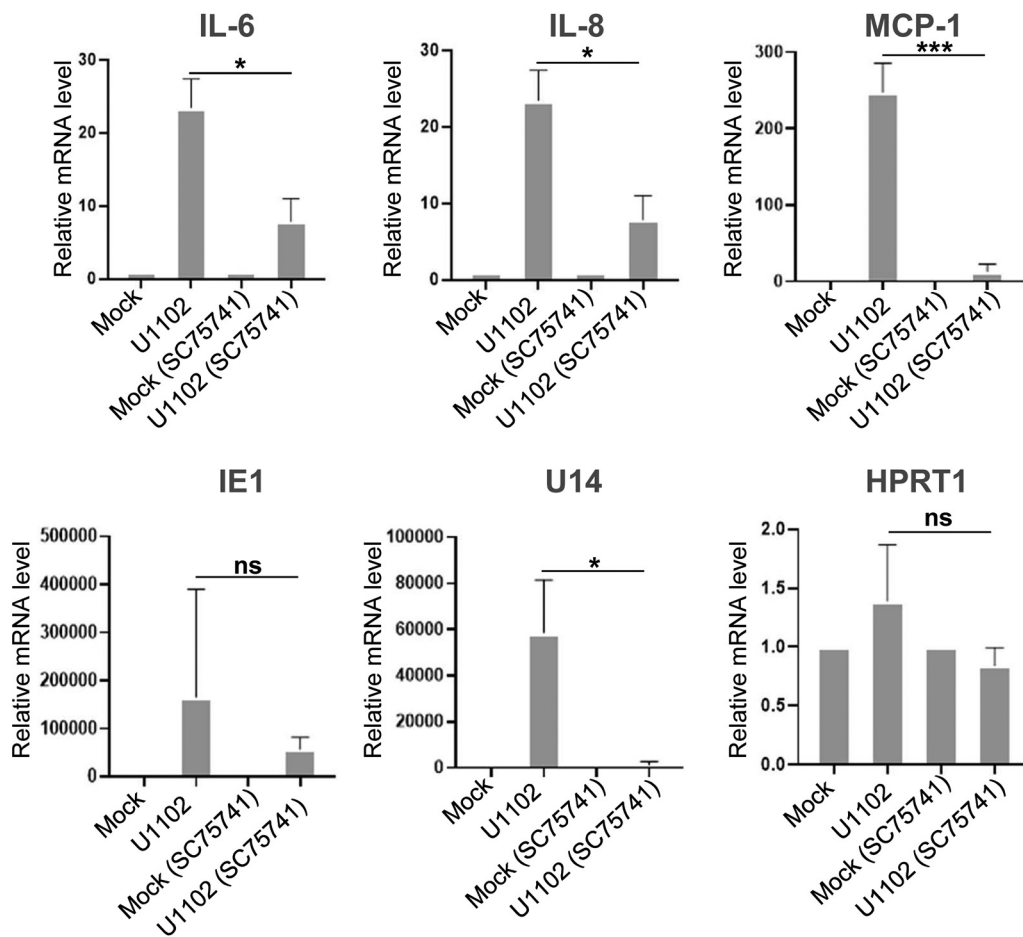 IL-6
Relative mRNA level
30
20
10
0
*
Mock
U1102
Mock (SC75741)
U1102 (SC75741)
IL-8
Relative mRNA level
30
20
10
0
*
Mock
U1102
Mock (SC75741)
U1102 (SC75741)
MCP-1
Relative mRNA level
300
200
100
0
***
Mock
U1102
Mock (SC75741)
U1102 (SC75741)
IE1
Relative mRNA level
500000
400000
300000
200000
100000
0
ns
Mock
U1102
Mock (SC75741)
U1102 (SC75741)
U14
Relative mRNA level
100000
80000
60000
40000
20000
0
*
Mock
U1102
Mock (SC75741)
U1102 (SC75741)
HPRT1
Relative mRNA level
2.0
1.5
1.0
0.5
0.0
ns
Mock
U1102
Mock (SC75741)
U1102 (SC75741)